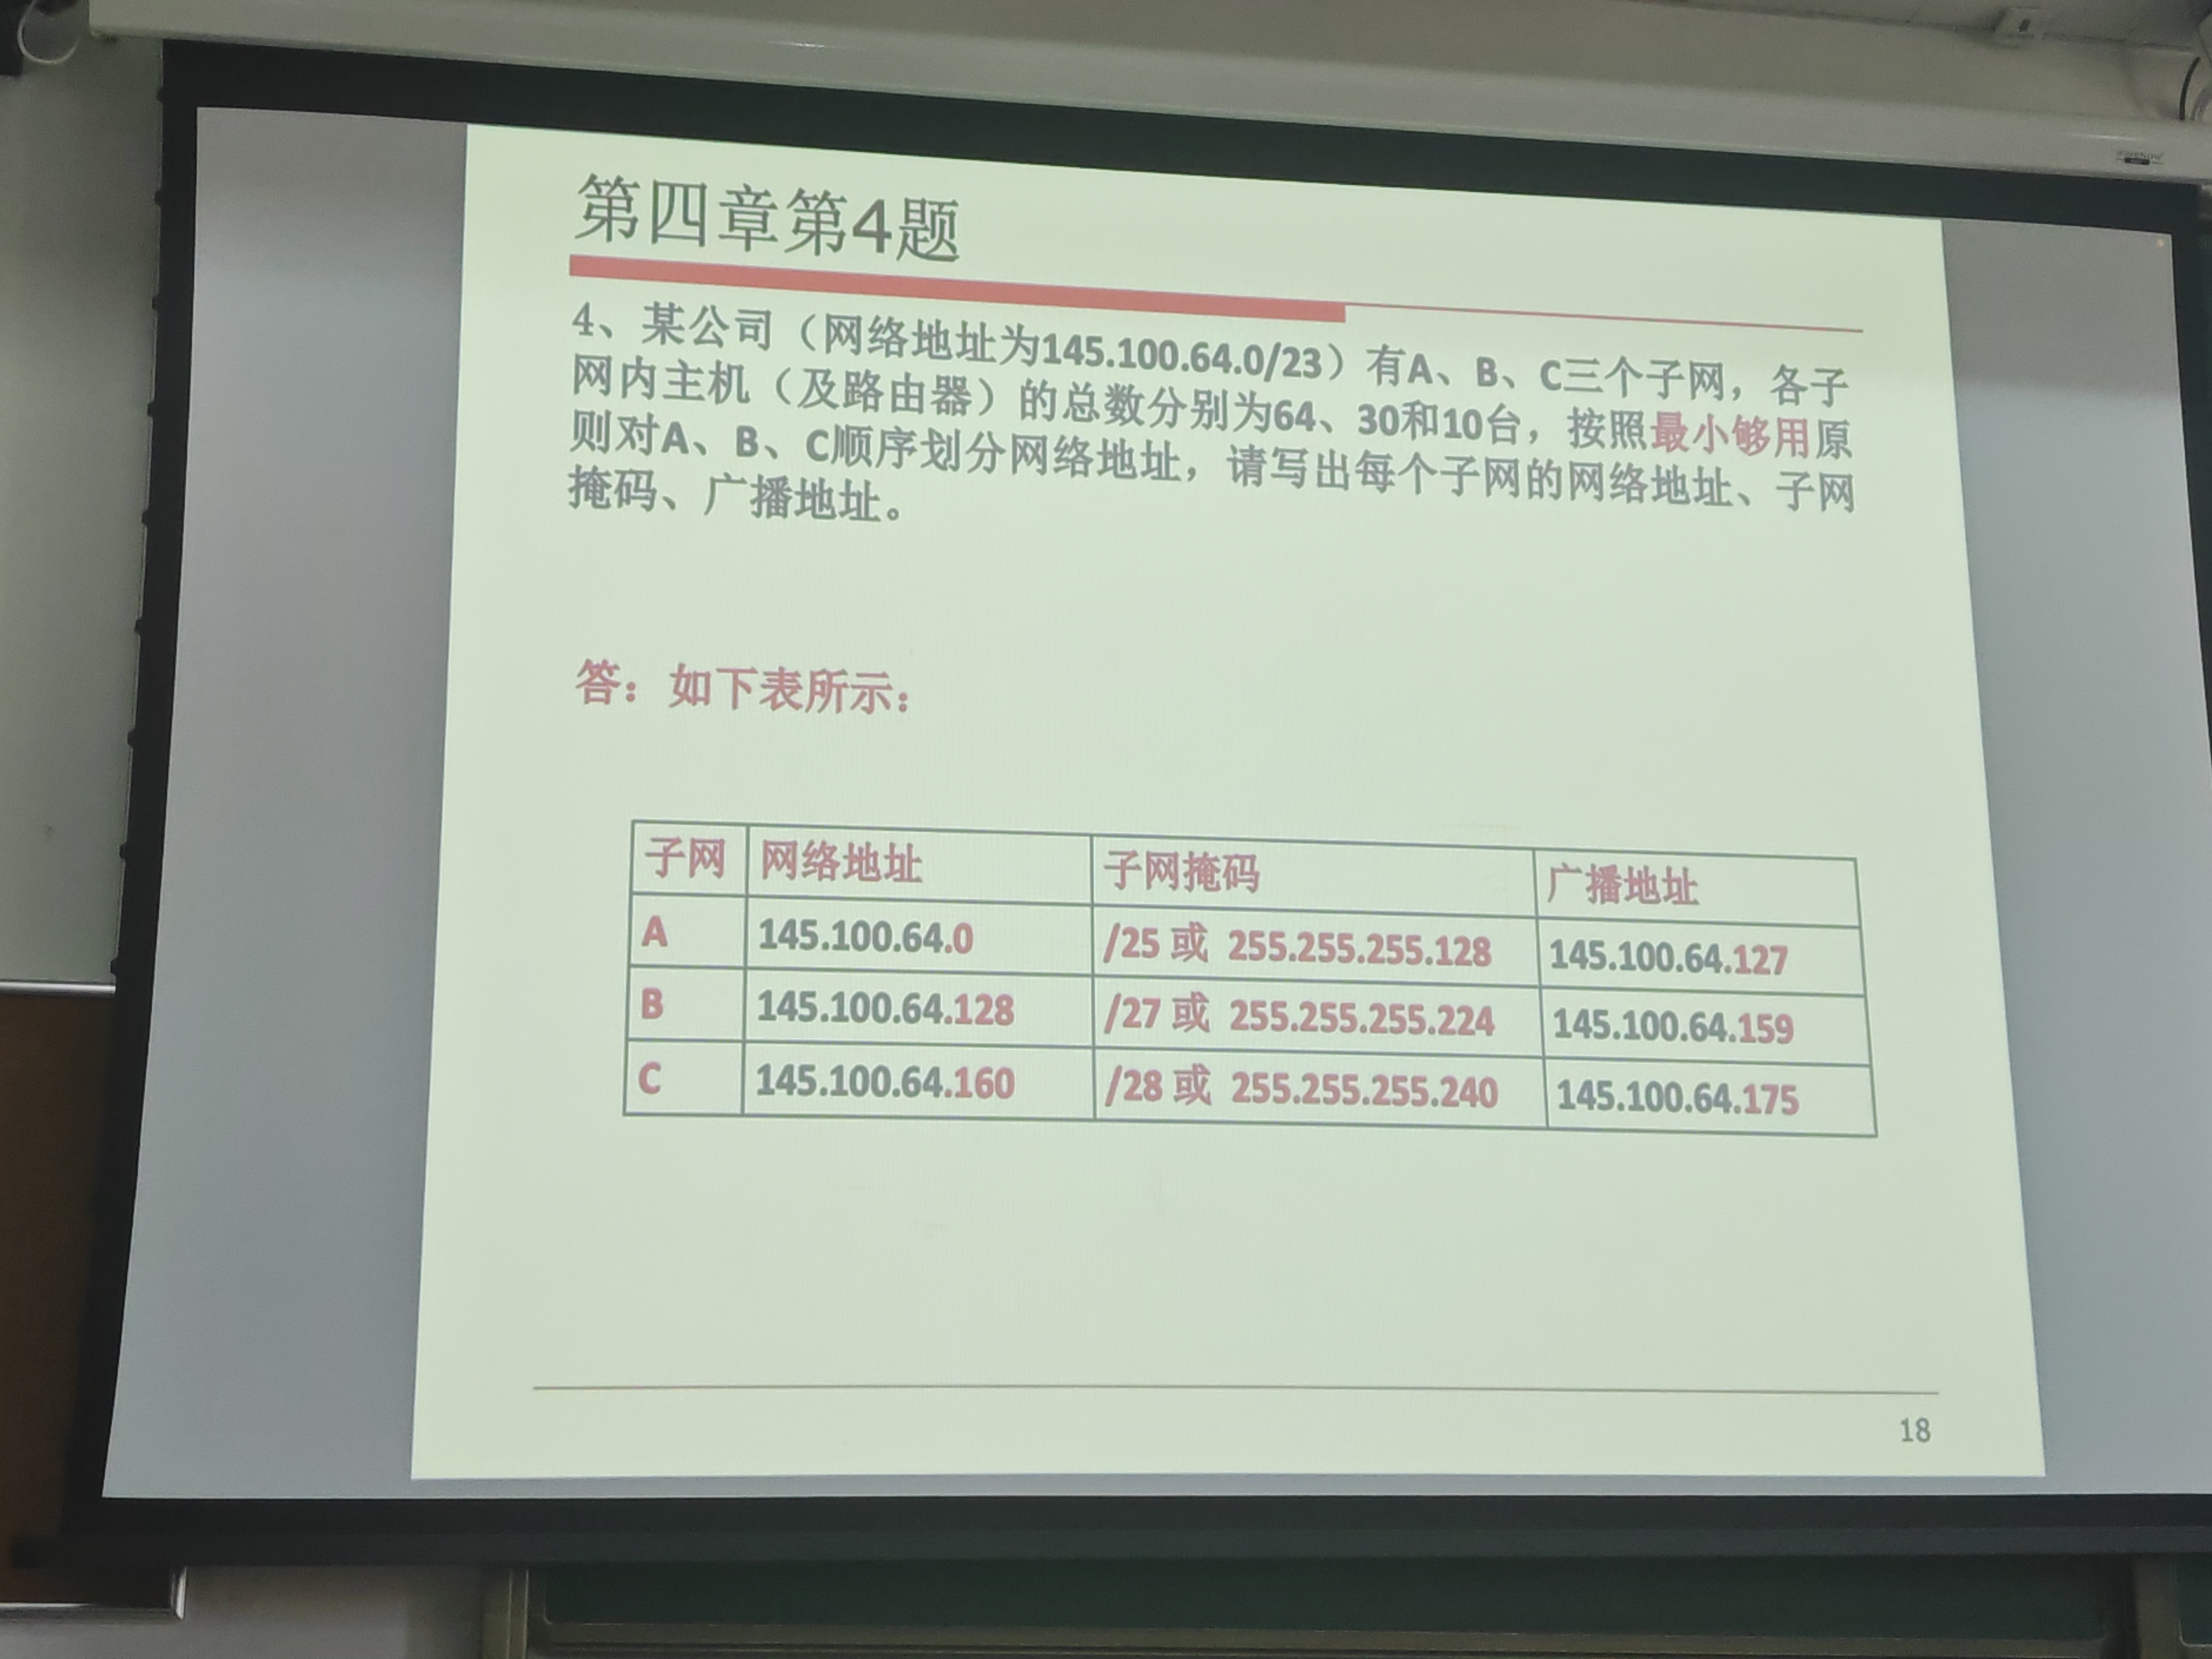 第四章第4题
4、某公司（网络地址为145.100.64.0/23）有A、B、C三个子网，各子
网内主机（及路由器）的总数分别为64、30和10台，按照最小够用原
则对A、B、C顺序划分网络地址，请写出每个子网的网络地址、子网
掩码、广播地址。
答：如下表所示：
子网 网络地址 子网掩码 广播地址
A 145.100.64.0 /25 或 255.255.255.128 145.100.64.127
B 145.100.64.128 /27 或 255.255.255.224 145.100.64.159
C 145.100.64.160 /28 或 255.255.255.240 145.100.64.175
18